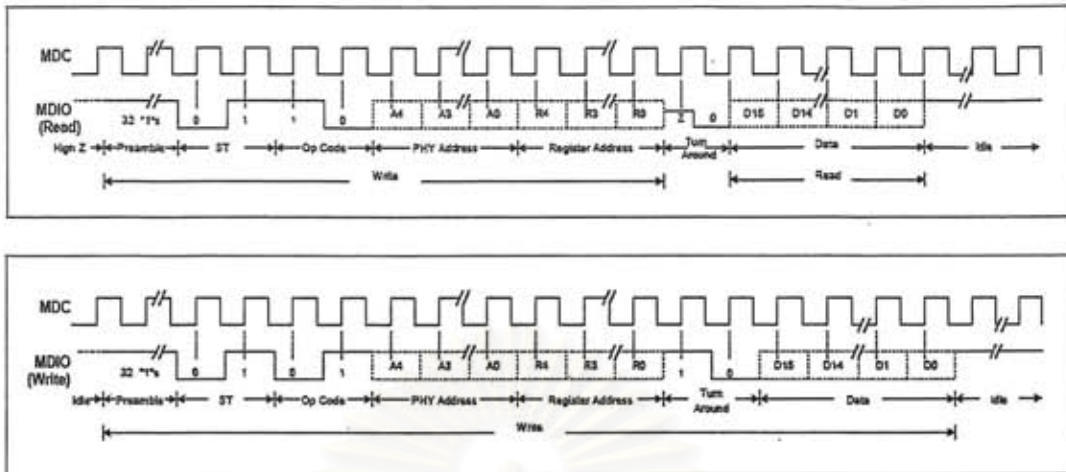 MDC
MDIO
(Read)
32 "1"s 0 1 1 0 A4 A3 A0 R4 R3 R0 Z 0 D15 D14 D1 D0
High Z Preamble ST Op Code PHY Address Register Address Turn Around Data Idle
Write Read
MDC
MDIO
(Write)
32 "1"s 0 1 0 1 A4 A3 A0 R4 R3 R0 1 0 D15 D14 D1 D0
Idle Preamble ST Op Code PHY Address Register Address Turn Around Data Idle
Write